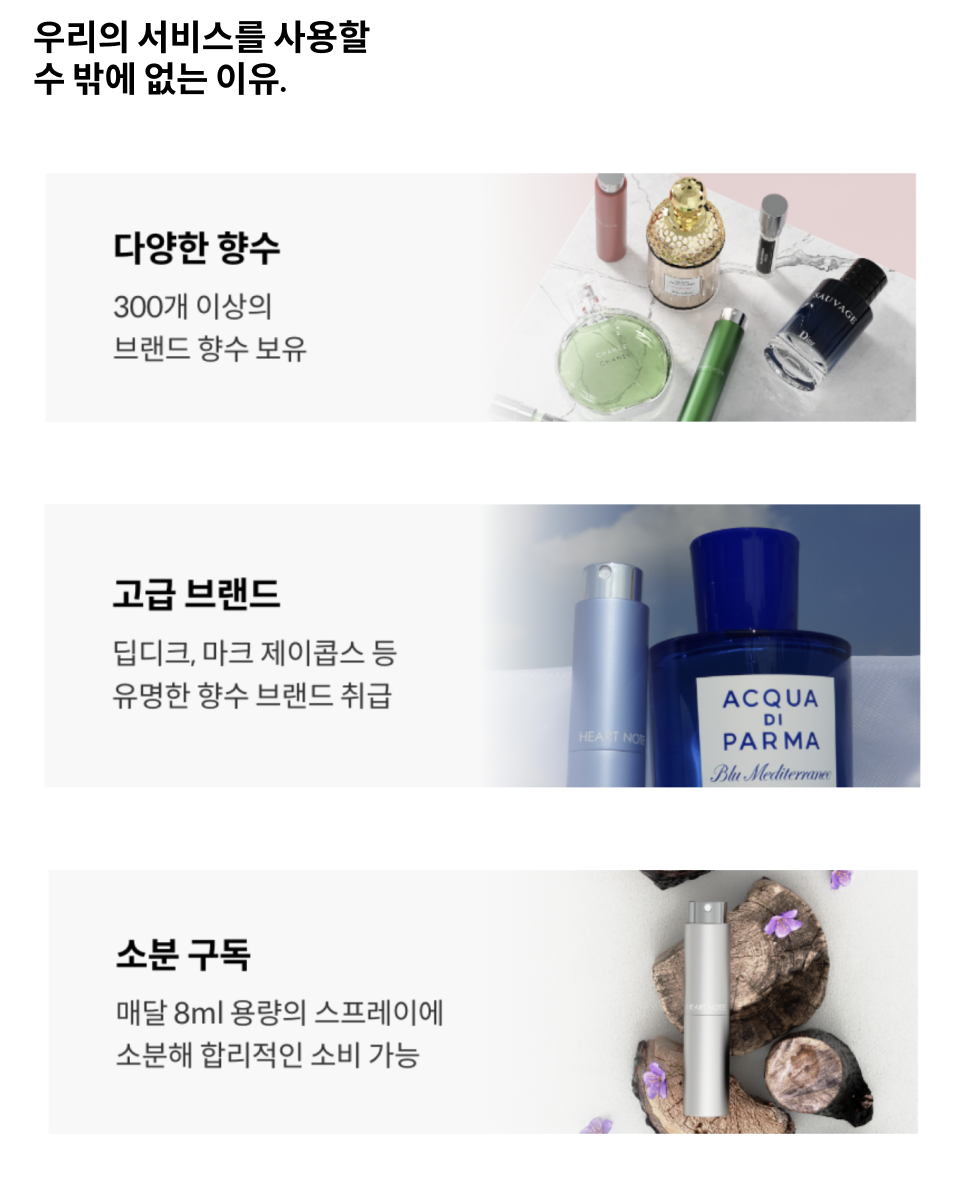 우리의 서비스를 사용할
수 밖에 없는 이유.
다양한 향수
300개 이상의
브랜드 향수 보유
SAUVAGE
Dior
CHANCE
CHANEL
고급 브랜드
딥디크, 마크 제이콥스 등
유명한 향수 브랜드 취급
HEART NOTE
ACQUA
DI
PARMA
Blu Mediterraneo
소분 구독
매달 8ml 용량의 스프레이에
소분해 합리적인 소비 가능
HEART NOTE